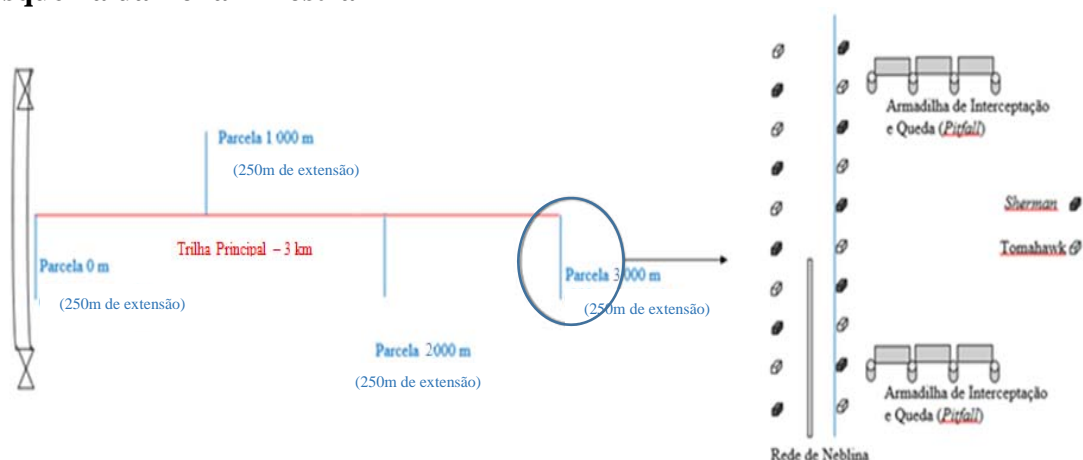 Parcela 1 000 m
(250m de extensão)
Trilha Principal – 3 km
Parcela 0 m
(250m de extensão)
Parcela 3 000 m
(250m de extensão)
Parcela 2000 m
(250m de extensão)
Armadilha de Interceptação
e Queda (Pitfall)
Sherman
Tomahawk
Armadilha de Interceptação
e Queda (Pitfall)
Rede de Neblina